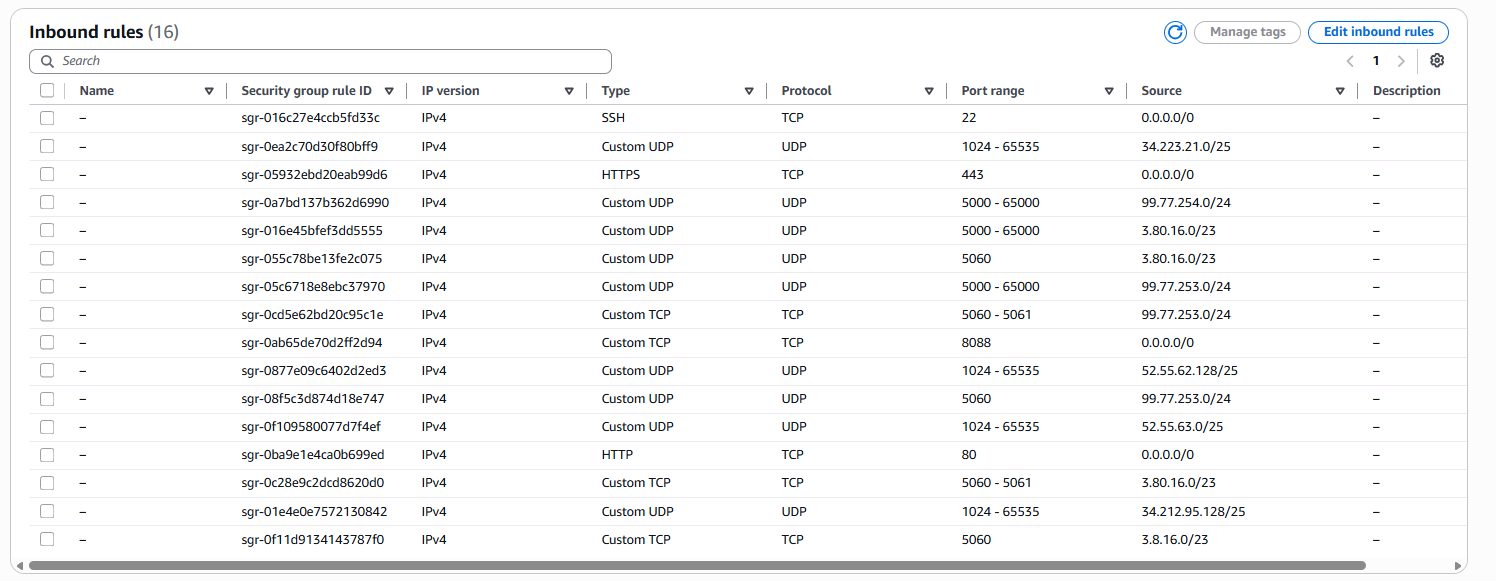 Inbound rules (16) Manage tags Edit inbound rules
Search 1
Name Security group rule ID IP version Type Protocol Port range Source Description
– sgr-016c27e4ccb5fd33c IPv4 SSH TCP 22 0.0.0.0/0 –
– sgr-0ea2c70d30f80bff9 IPv4 Custom UDP UDP 1024 - 65535 34.223.21.0/25 –
– sgr-05932ebd20eab99d6 IPv4 HTTPS TCP 443 0.0.0.0/0 –
– sgr-0a7bd137b362d6990 IPv4 Custom UDP UDP 5000 - 65000 99.77.254.0/24 –
– sgr-016e45bfef3dd5555 IPv4 Custom UDP UDP 5000 - 65000 3.80.16.0/23 –
– sgr-055c78be13fe2c075 IPv4 Custom UDP UDP 5060 3.80.16.0/23 –
– sgr-05c6718e8ebc37970 IPv4 Custom UDP UDP 5000 - 65000 99.77.253.0/24 –
– sgr-0cd5e62bd20c95c1e IPv4 Custom TCP TCP 5060 - 5061 99.77.253.0/24 –
– sgr-0ab65de70d2ff2d94 IPv4 Custom TCP TCP 8088 0.0.0.0/0 –
– sgr-0877e09c6402d2ed3 IPv4 Custom UDP UDP 1024 - 65535 52.55.62.128/25 –
– sgr-08f5c3d874d18e747 IPv4 Custom UDP UDP 5060 99.77.253.0/24 –
– sgr-0f109580077d7f4ef IPv4 Custom UDP UDP 1024 - 65535 52.55.63.0/25 –
– sgr-0ba9e1e4ca0b699ed IPv4 HTTP TCP 80 0.0.0.0/0 –
– sgr-0c28e9c2dcd8620d0 IPv4 Custom TCP TCP 5060 - 5061 3.80.16.0/23 –
– sgr-01e4e0e7572130842 IPv4 Custom UDP UDP 1024 - 65535 34.212.95.128/25 –
– sgr-0f11d9134143787f0 IPv4 Custom TCP TCP 5060 3.8.16.0/23 –